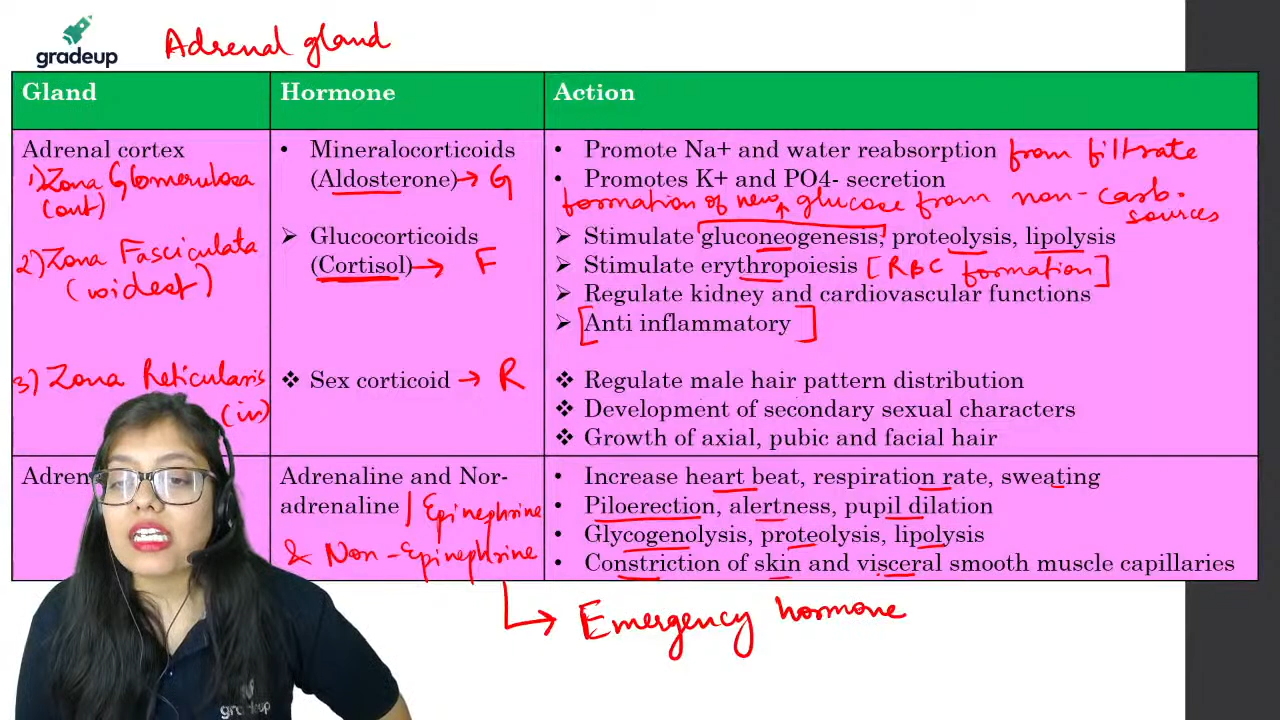 gradeup
Adrenal gland
Gland
Hormone
Action
Adrenal cortex
1) Zona Glomerulosa
(out)
2) Zona Fasciculata
(widest)
3) Zona Reticularis
(in)
• Mineralocorticoids
(Aldosterone) → G
➢ Glucocorticoids
(Cortisol) → F
❖ Sex corticoid → R
• Promote Na+ and water reabsorption from filtrate
• Promotes K+ and PO4- secretion
formation of new glucose from non-carb.
sources
➢ Stimulate gluconeogenesis, proteolysis, lipolysis
➢ Stimulate erythropoiesis [RBC formation]
➢ Regulate kidney and cardiovascular functions
➢ [Anti inflammatory]
❖ Regulate male hair pattern distribution
❖ Development of secondary sexual characters
❖ Growth of axial, pubic and facial hair
Adren
Adrenaline and Nor-
adrenaline / Epinephrine
& Non-Epinephrine
• Increase heart beat, respiration rate, sweating
• Piloerection, alertness, pupil dilation
• Glycogenolysis, proteolysis, lipolysis
• Constriction of skin and visceral smooth muscle capillaries
→ Emergency hormone
gradeup